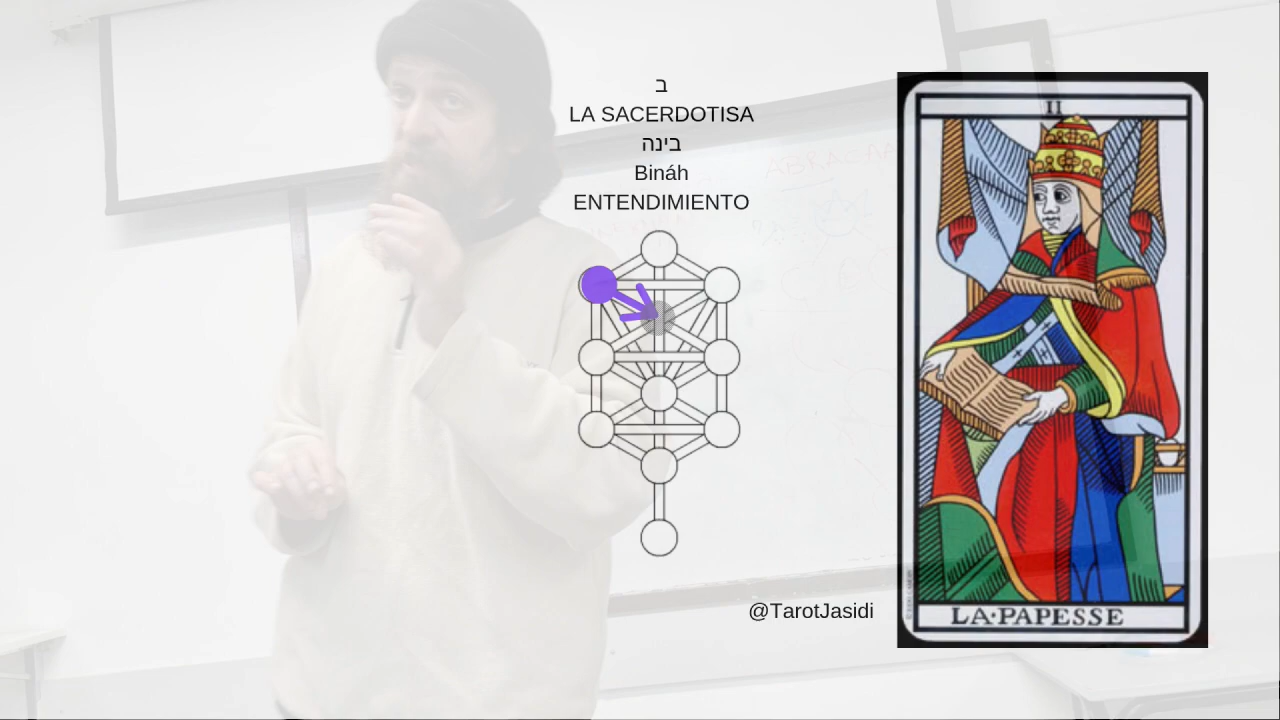 ב
LA SACERDOTISA
בינה
Bináh
ENTENDIMIENTO
@TarotJasidi
II
LA·PAPESSE